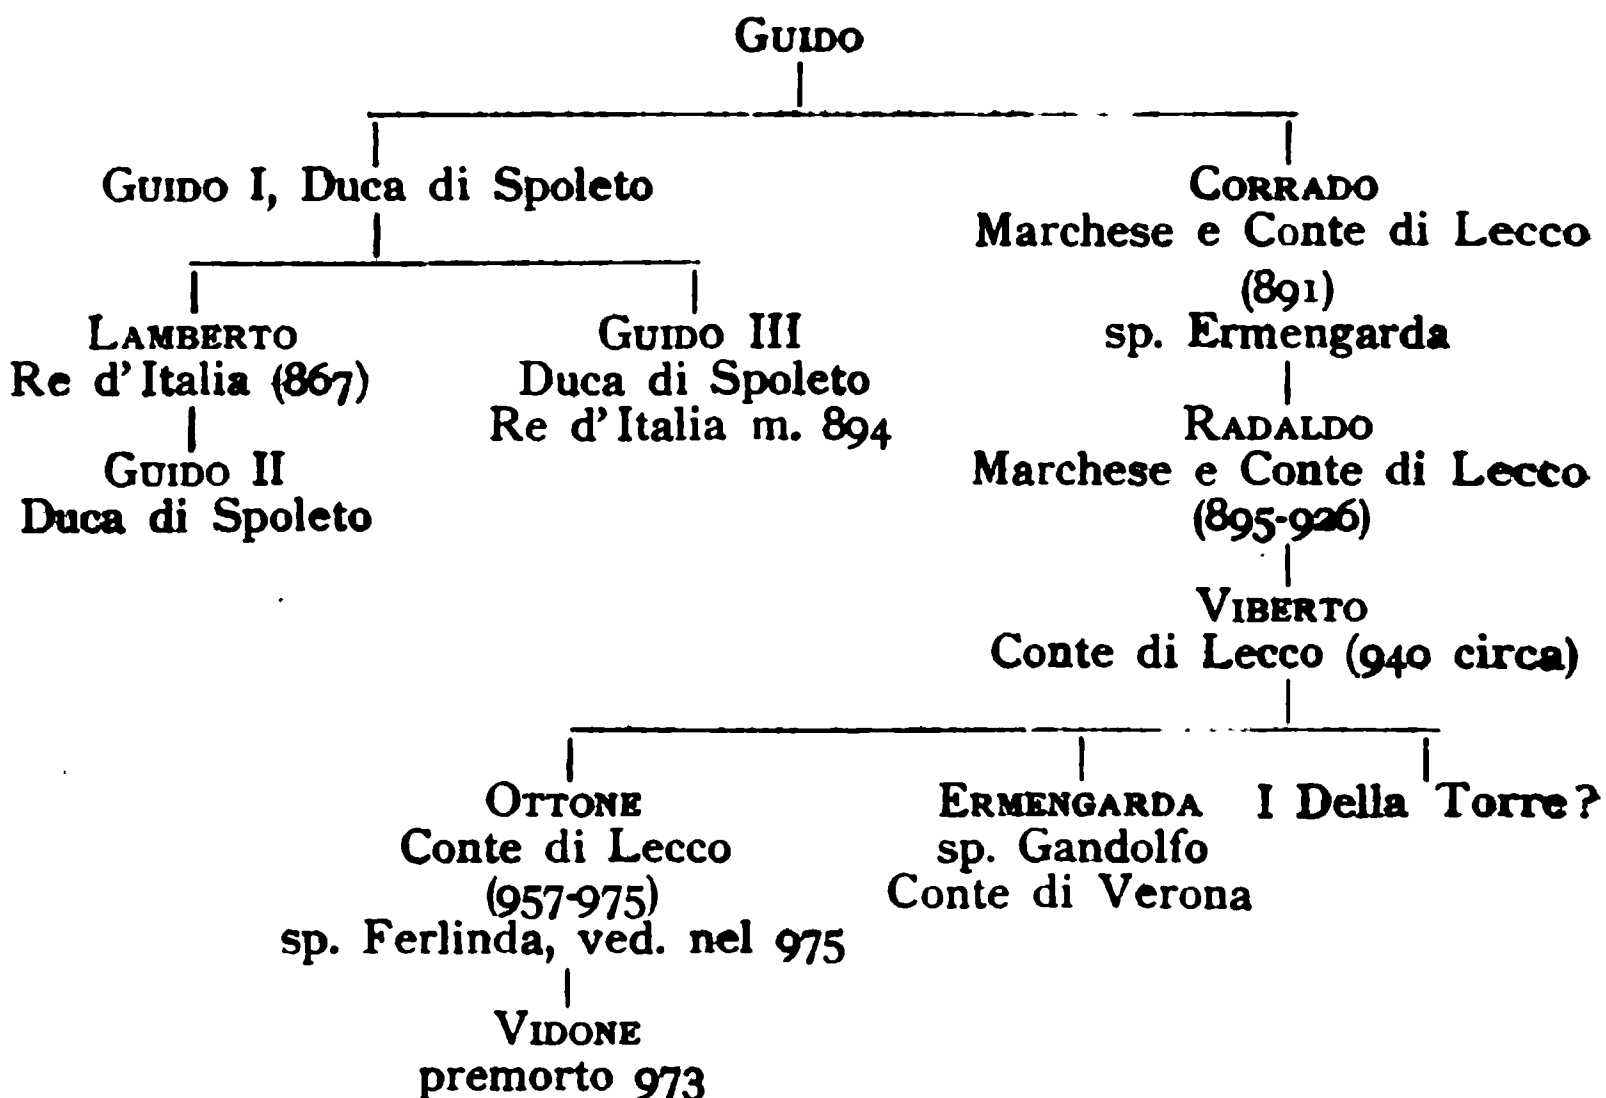 GUIDO
GUIDO I, Duca di Spoleto
CORRADO
Marchese e Conte di Lecco
(891)
sp. Ermengarda
LAMBERTO
Re d'Italia (867)
GUIDO III
Duca di Spoleto
Re d'Italia m. 894
GUIDO II
Duca di Spoleto
RADALDO
Marchese e Conte di Lecco
(895-926)
VIBERTO
Conte di Lecco (940 circa)
OTTONE
Conte di Lecco
(957-975)
sp. Ferlinda, ved. nel 975
ERMENGARDA
sp. Gandolfo
Conte di Verona
I Della Torre?
VIDONE
premorto 973